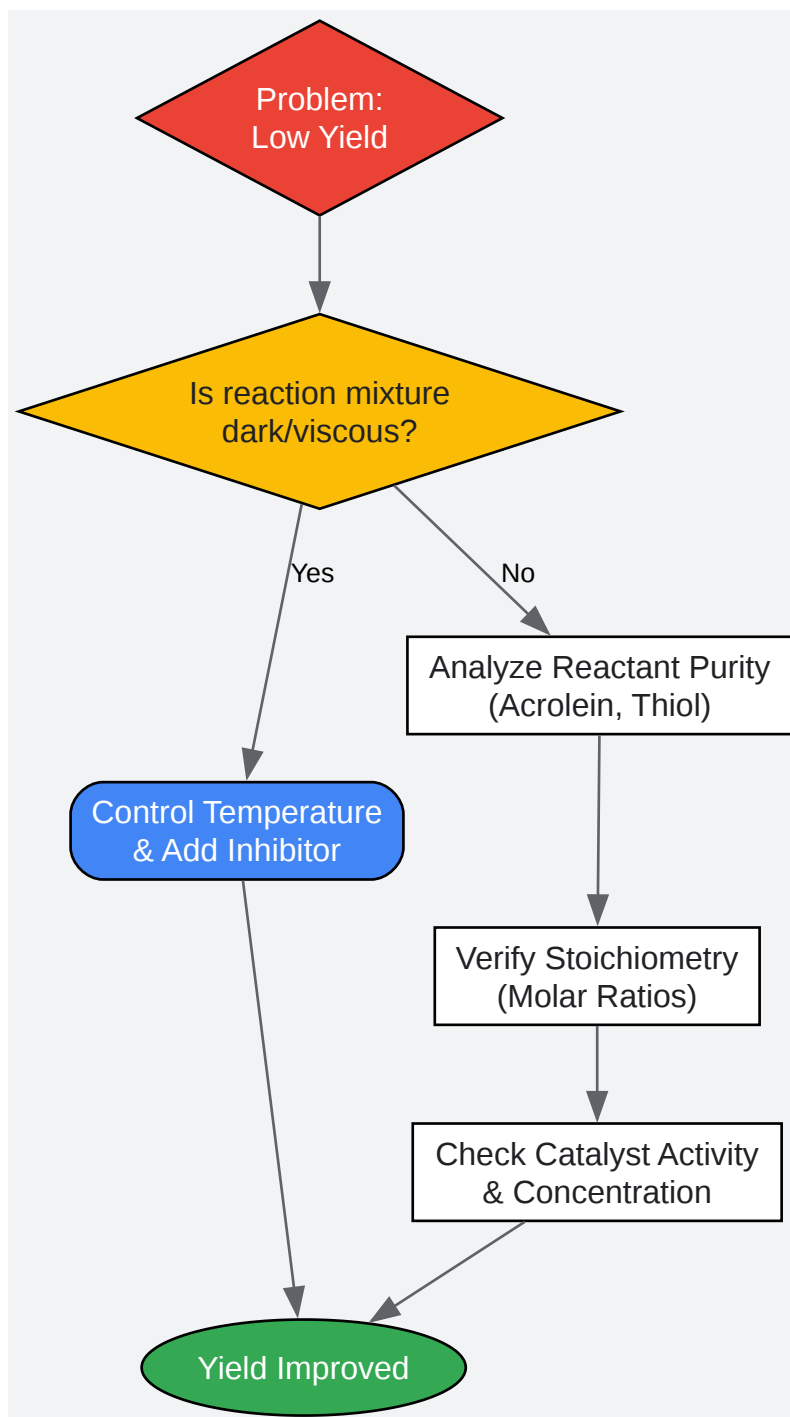 Problem:
Low Yield
Is reaction mixture
dark/viscous?
Yes
No
Analyze Reactant Purity
(Acrolein, Thiol)
Control Temperature
& Add Inhibitor
Verify Stoichiometry
(Molar Ratios)
Check Catalyst Activity
& Concentration
Yield Improved